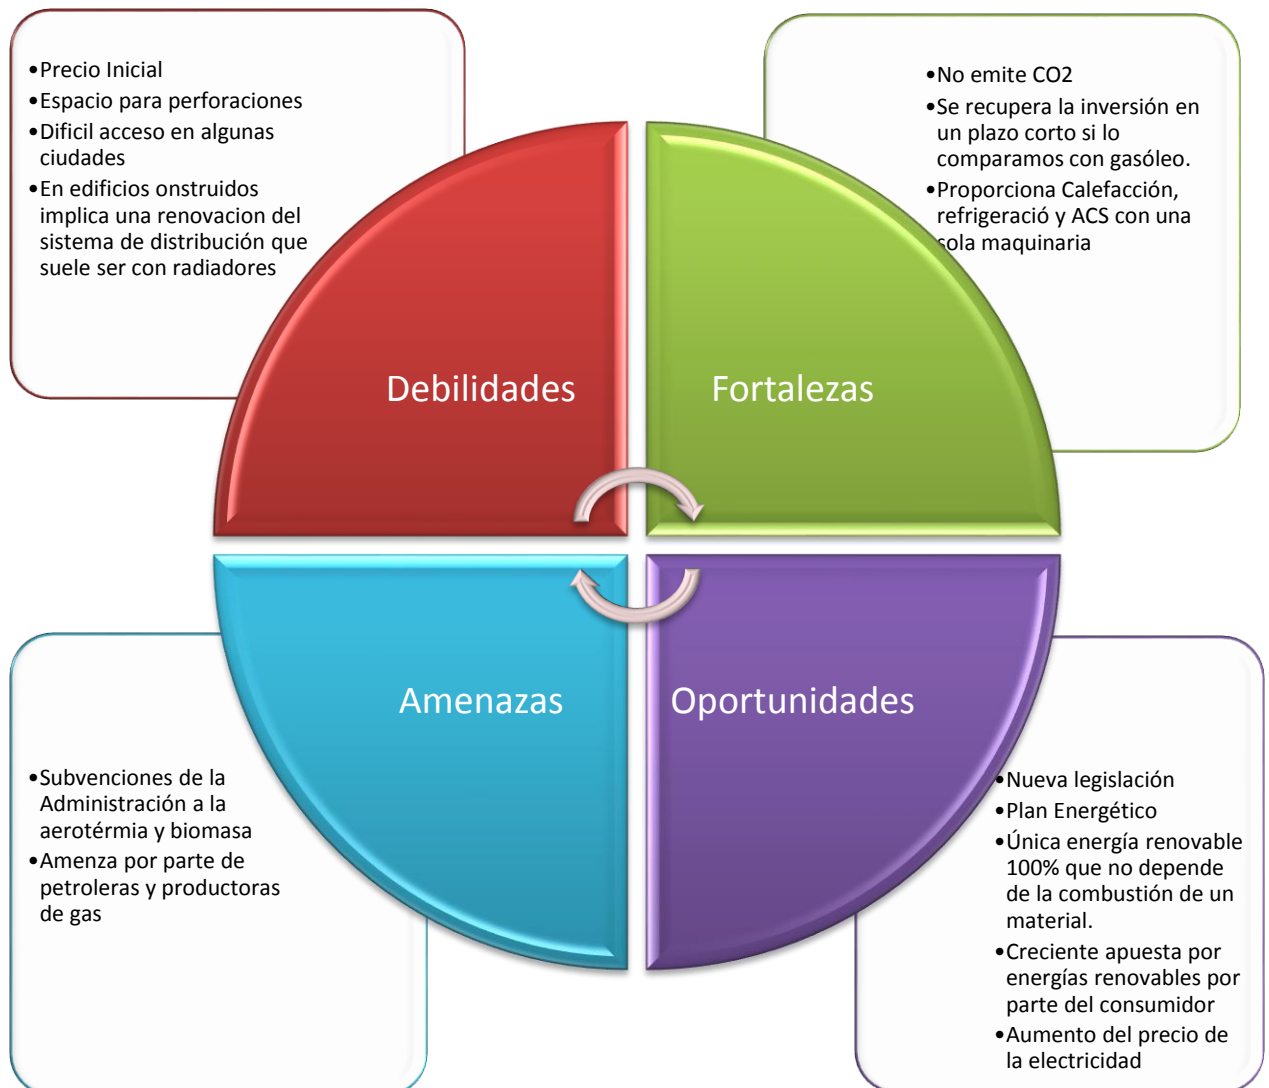 •Precio Inicial
•Espacio para perforaciones
•Dificil acceso en algunas
ciudades
•En edificios onstruidos
implica una renovacion del
sistema de distribución que
suele ser con radiadores
•No emite CO2
•Se recupera la inversión en
un plazo corto si lo
comparamos con gasóleo.
•Proporciona Calefacción,
refrigeració y ACS con una
sola maquinaria
Debilidades
Fortalezas
Amenazas
Oportunidades
•Subvenciones de la
Administración a la
aerotérmia y biomasa
•Amenza por parte de
petroleras y productoras
de gas
•Nueva legislación
•Plan Energético
•Única energía renovable
100% que no depende
de la combustión de un
material.
•Creciente apuesta por
energías renovables por
parte del consumidor
•Aumento del precio de
la electricidad